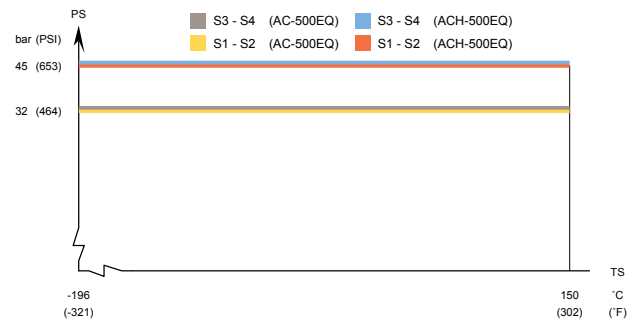 PS
S3 - S4 (AC-500EQ) S3 - S4 (ACH-500EQ)
bar (PSI) S1 - S2 (AC-500EQ) S1 - S2 (ACH-500EQ)
45 (653)
32 (464)
TS
-196 150 °C
(-321) (302) (°F)